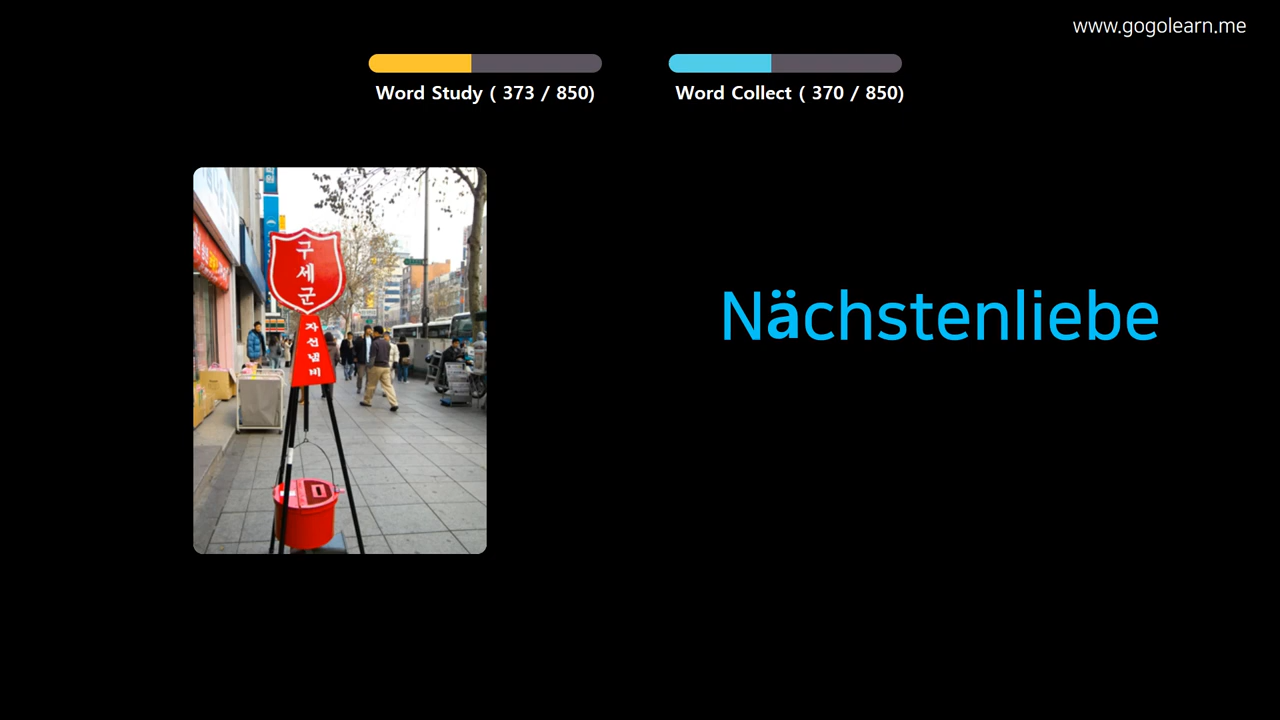 www.gogolearn.me
Word Study ( 373 / 850)
Word Collect ( 370 / 850)
구
세
군
자
선
냄
비
Nächstenliebe